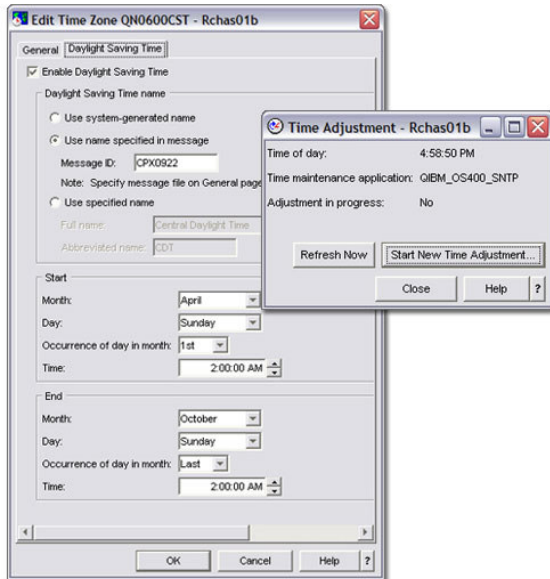 Edit Time Zone QN0600CST - Rchas01b
General Daylight Saving Time
Enable Daylight Saving Time
Daylight Saving Time name
Use system-generated name
Use name specified in message
Message ID: CPX0922
Note: Specify message file on General page
Use specified name
Full name: Central Daylight Time
Abbreviated name: CDT
Start
Month: April
Day: Sunday
Occurrence of day in month: 1st
Time: 2:00:00 AM
End
Month: October
Day: Sunday
Occurrence of day in month: Last
Time: 2:00:00 AM
OK Cancel Help ?
Time Adjustment - Rchas01b
Time of day: 4:58:50 PM
Time maintenance application: QIBM_OS400_SNTP
Adjustment in progress: No
Refresh Now Start New Time Adjustment...
Close Help ?